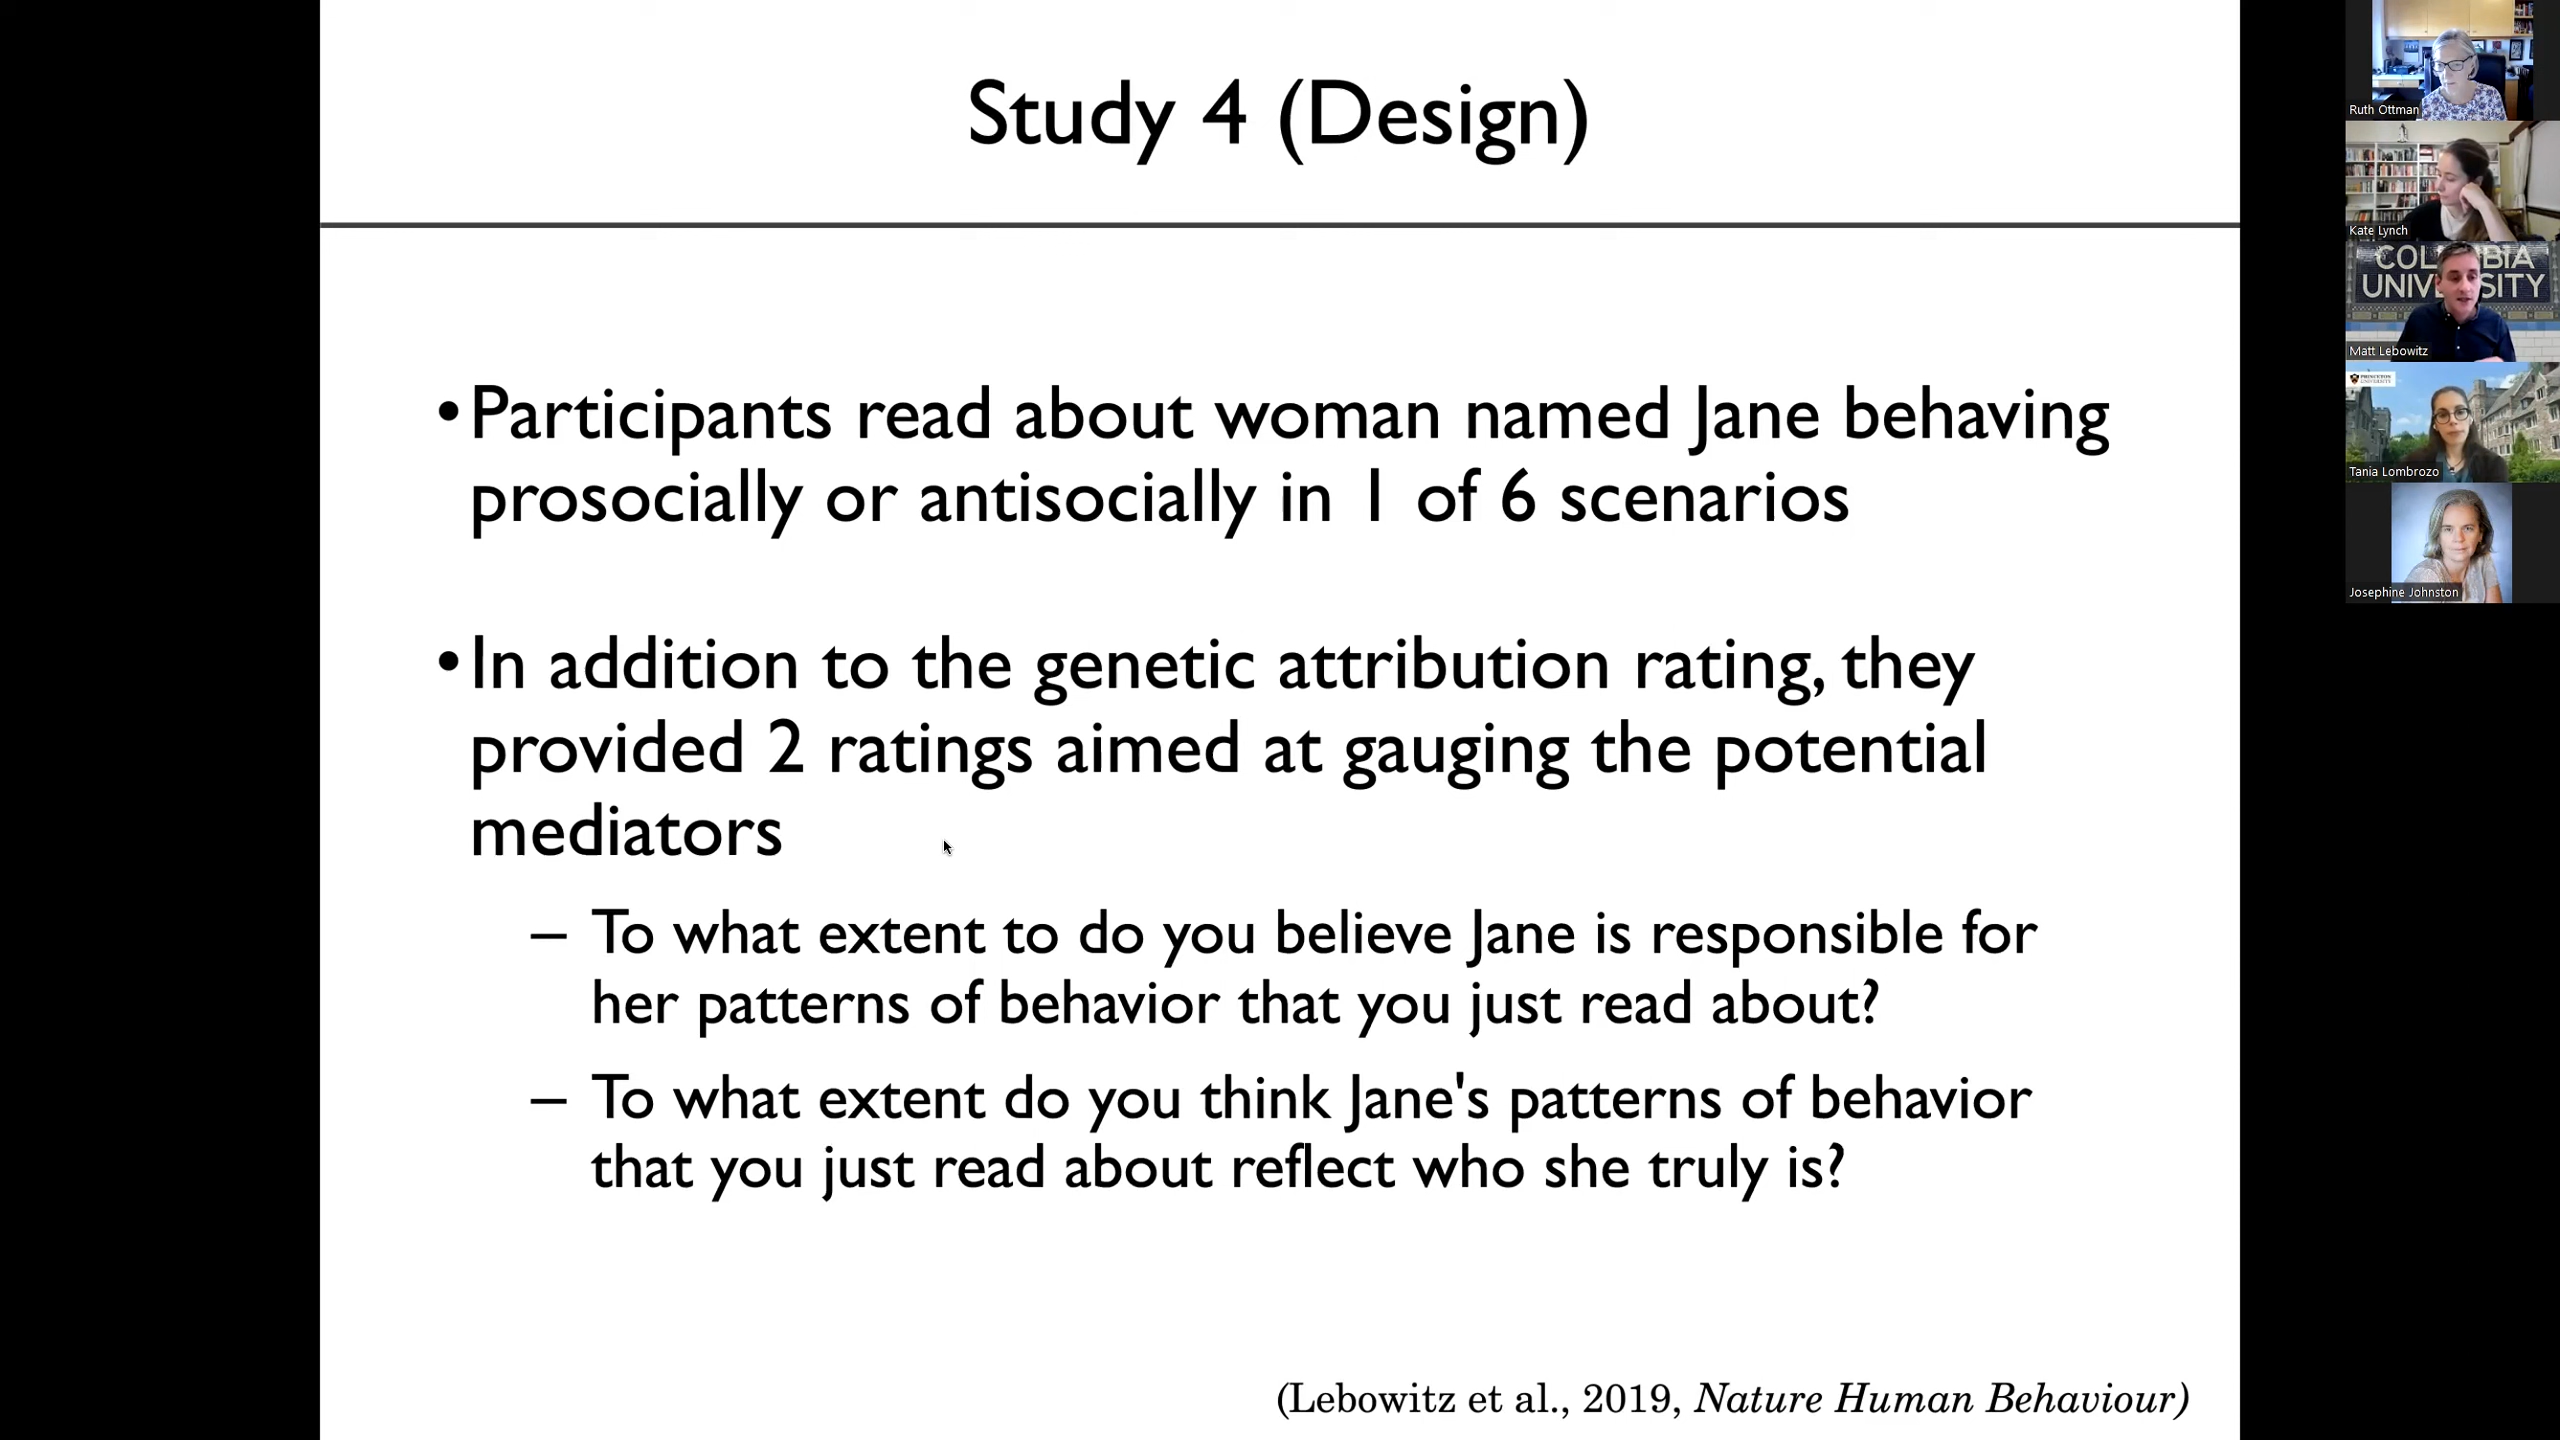 Study 4 (Design)
•Participants read about woman named Jane behaving
prosocially or antisocially in 1 of 6 scenarios
•In addition to the genetic attribution rating, they
provided 2 ratings aimed at gauging the potential
mediators
– To what extent to do you believe Jane is responsible for
her patterns of behavior that you just read about?
– To what extent do you think Jane's patterns of behavior
that you just read about reflect who she truly is?
(Lebowitz et al., 2019, Nature Human Behaviour)
Ruth Ottman
Kate Lynch
COL BIA
UNIV SITY
Matt Lebowitz
PRINCETON
UNIVERSITY
Tania Lombrozo
Josephine Johnston